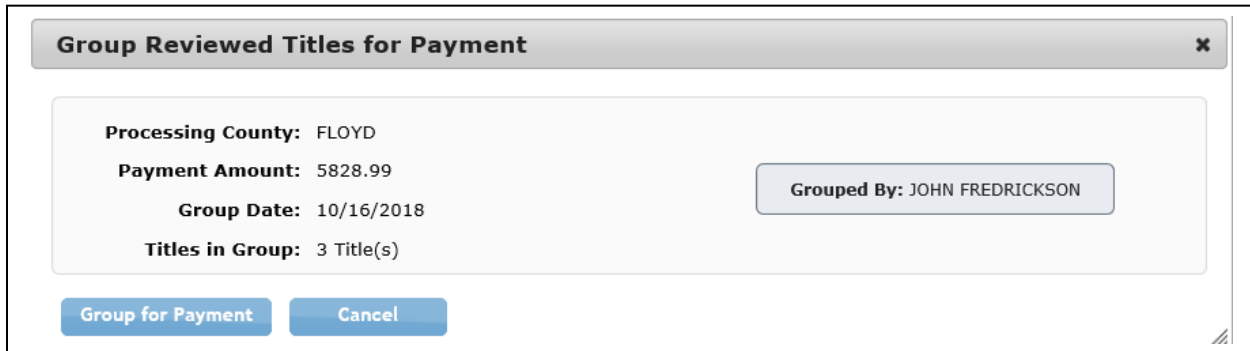 Group Reviewed Titles for Payment
Processing County: FLOYD
Payment Amount: 5828.99
Group Date: 10/16/2018
Titles in Group: 3 Title(s)
Grouped By: JOHN FREDRICKSON
Group for Payment
Cancel